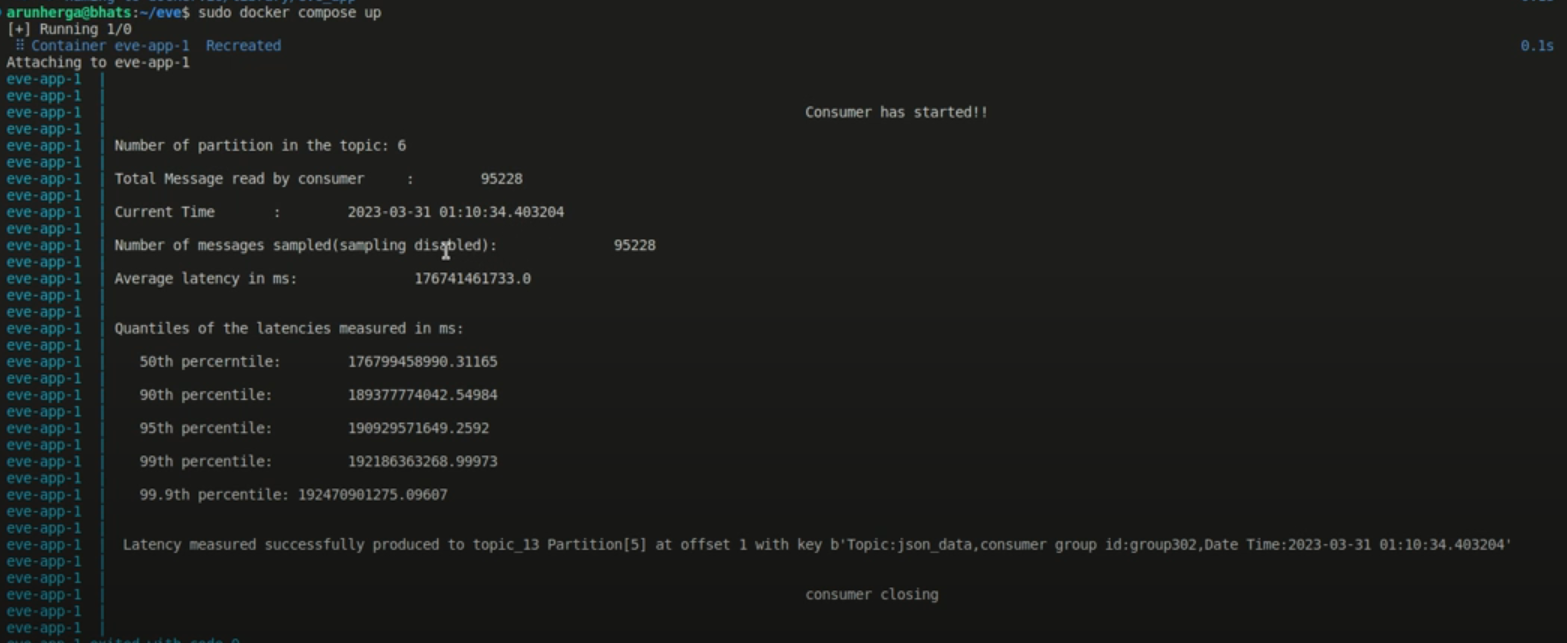 arunherga@bhats:~/eve$ sudo docker compose up
[+] Running 1/0
⠿ Container eve-app-1  Recreated 0.1s
Attaching to eve-app-1
eve-app-1 |
eve-app-1 |
eve-app-1 | Consumer has started!!
eve-app-1 |
eve-app-1 | Number of partition in the topic: 6
eve-app-1 |
eve-app-1 | Total Message read by consumer : 95228
eve-app-1 |
eve-app-1 | Current Time : 2023-03-31 01:10:34.403204
eve-app-1 |
eve-app-1 | Number of messages sampled(sampling disabled): 95228
eve-app-1 |
eve-app-1 | Average latency in ms: 176741461733.0
eve-app-1 |
eve-app-1 |
eve-app-1 | Quantiles of the latencies measured in ms:
eve-app-1 |
eve-app-1 | 50th percerntile: 176799458990.31165
eve-app-1 |
eve-app-1 | 90th percentile: 189377774042.54984
eve-app-1 |
eve-app-1 | 95th percentile: 190929571649.2592
eve-app-1 |
eve-app-1 | 99th percentile: 192186363268.99973
eve-app-1 |
eve-app-1 | 99.9th percentile: 192470901275.09607
eve-app-1 |
eve-app-1 |
eve-app-1 | Latency measured successfully produced to topic_13 Partition[5] at offset 1 with key b'Topic:json_data,consumer group id:group302,Date Time:2023-03-31 01:10:34.403204'
eve-app-1 |
eve-app-1 |
eve-app-1 | consumer closing
eve-app-1 |
eve-app-1 |
eve-app-1 exited with code 0